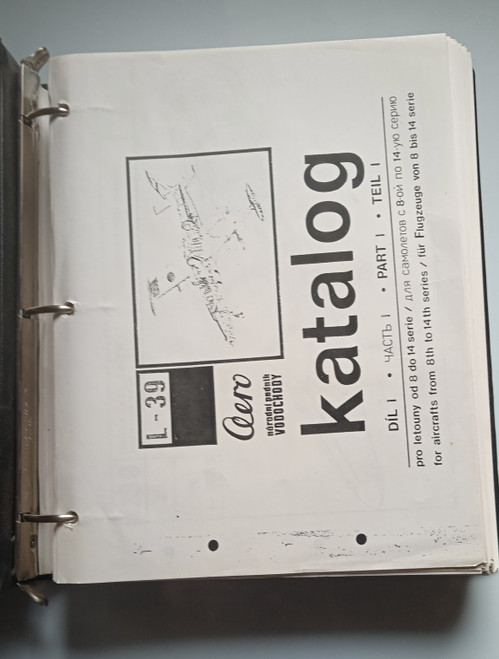 L-39
Aero
národní podnik
VODOCHODY
katalog
DÍL I • ЧАСТЬ I • PART I • TEIL I
pro letouny od 8 do 14 serie / для самолетов с 8-ой по 14-ую серию
for aircrafts from 8th to 14th series / für Flugzeuge von 8 bis 14 serie